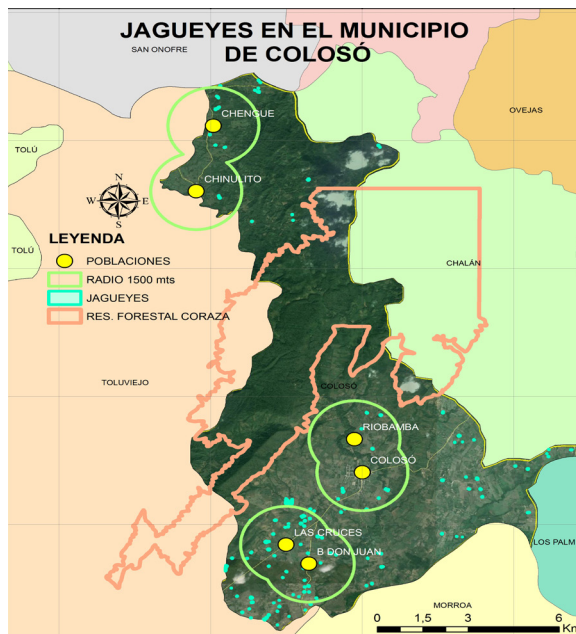 JAGUEYES EN EL MUNICIPIO
DE COLOSÓ
SAN ONOFRE
OVEJAS
CHENGUE
TOLÚ
CHINULITO
N
W E
S
TOLÚ
LEYENDA
POBLACIONES
RADIO 1500 mts
JAGUEYES
RES. FORESTAL CORAZA
CHALÁN
TOLUVIEJO
COLOSÓ
RIOBAMBA
COLOSÓ
LAS CRUCES
B DON JUAN
LOS PALM
MORROA
0 1,5 3 6
Km